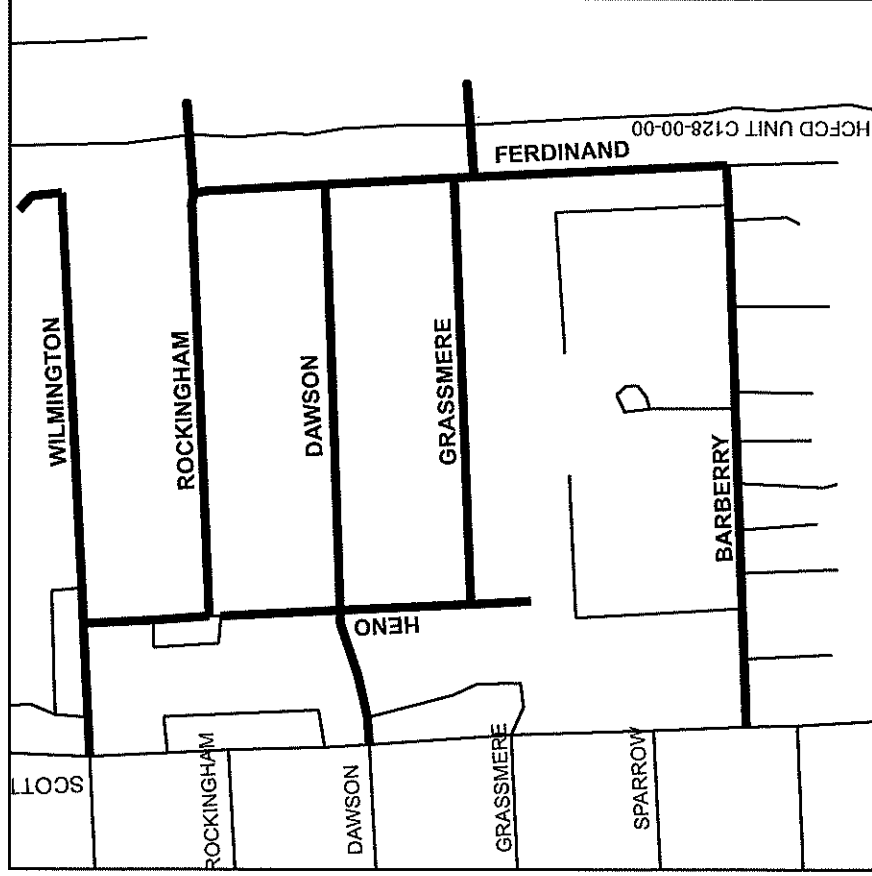 HCFCD UNIT C128-00-00
FERDINAND
WILMINGTON
ROCKINGHAM
DAWSON
GRASSMERE
BARBERRY
HENO
SCOTT
ROCKINGHAM
DAWSON
GRASSMERE
SPARROW